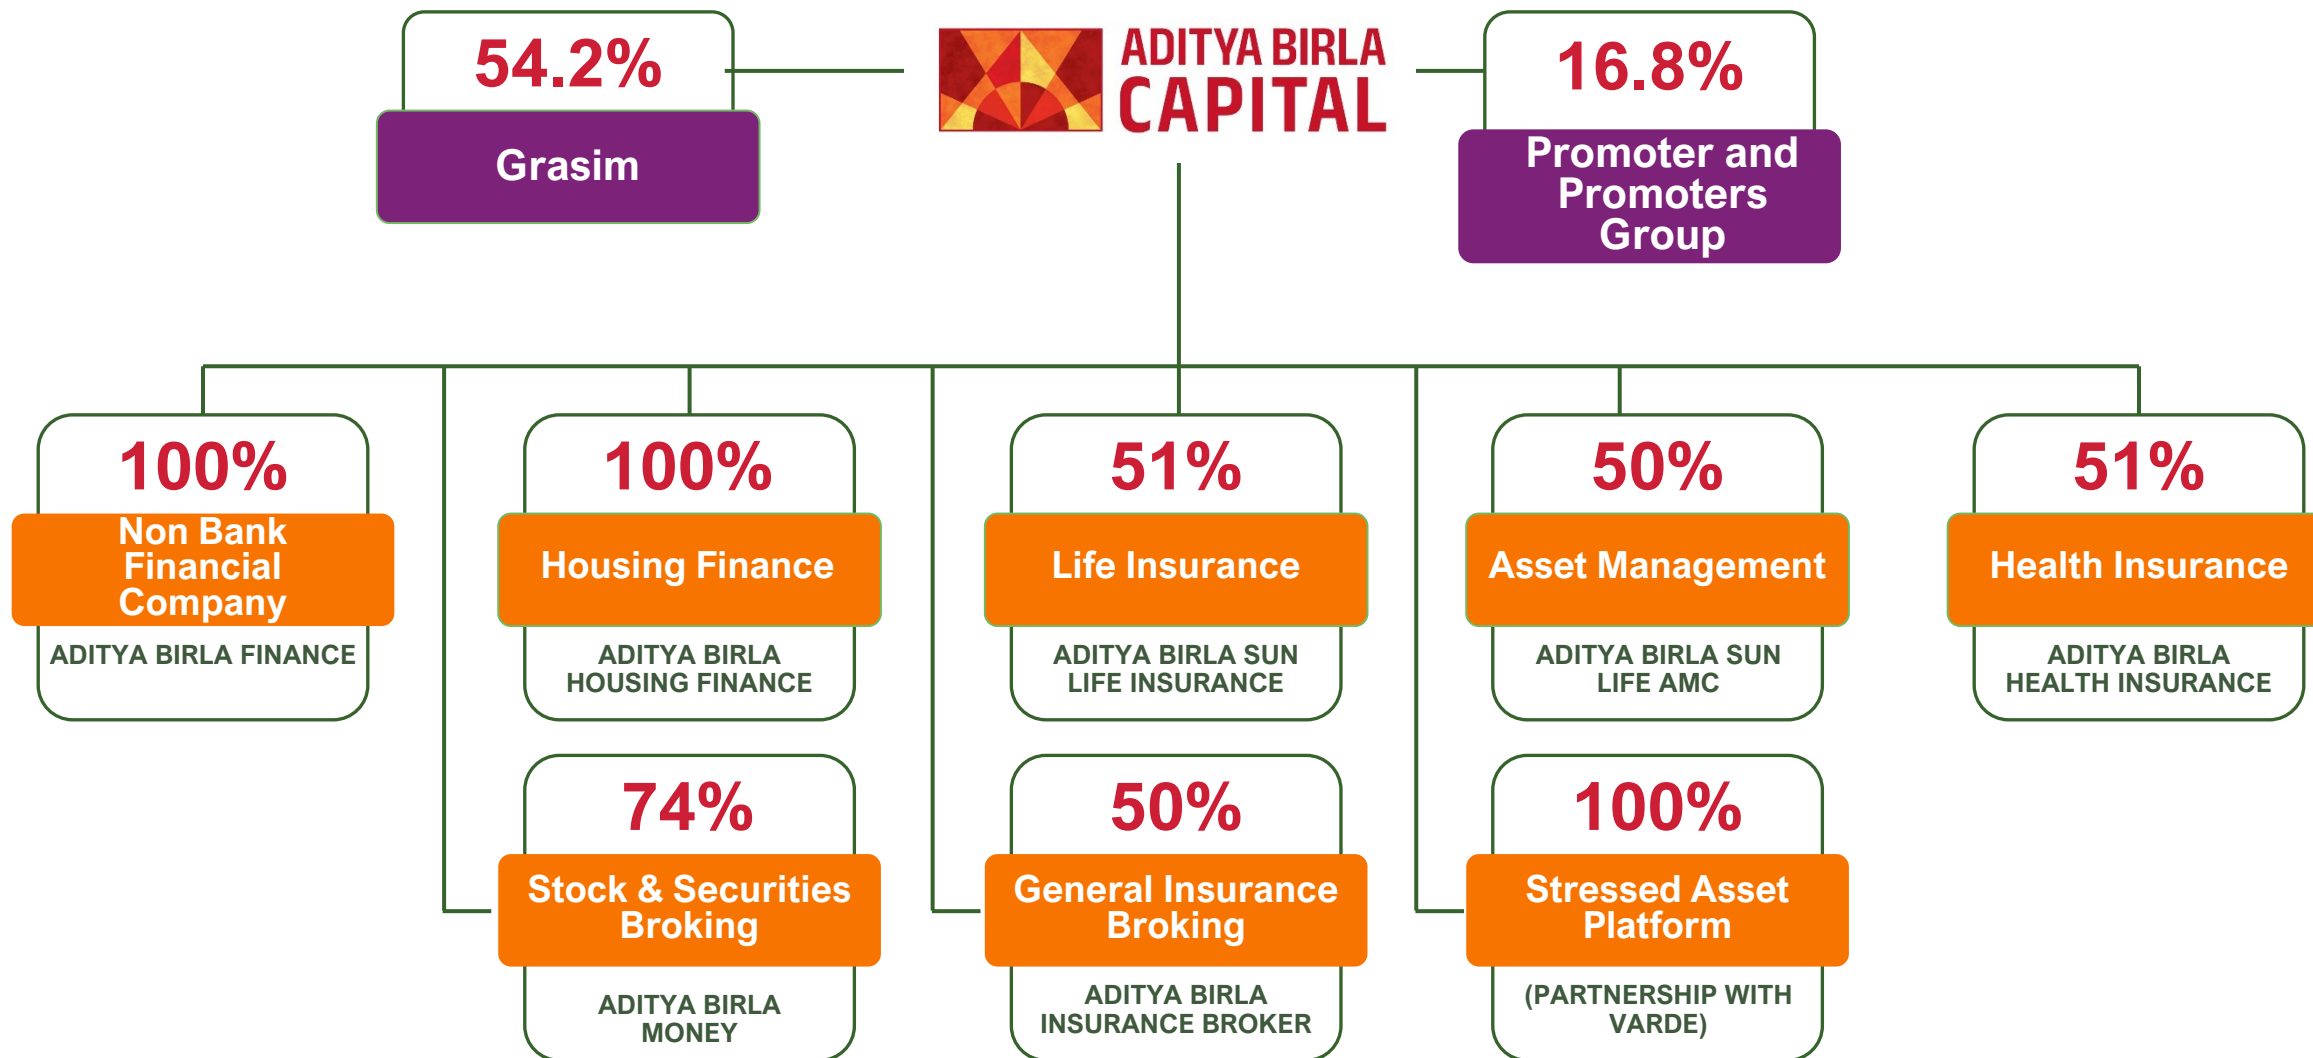 54.2%
Grasim
ADITYA BIRLA
CAPITAL
16.8%
Promoter and
Promoters
Group
100%
Non Bank
Financial
Company
ADITYA BIRLA FINANCE
100%
Housing Finance
ADITYA BIRLA
HOUSING FINANCE
51%
Life Insurance
ADITYA BIRLA SUN
LIFE INSURANCE
50%
Asset Management
ADITYA BIRLA SUN
LIFE AMC
51%
Health Insurance
ADITYA BIRLA
HEALTH INSURANCE
74%
Stock & Securities
Broking
ADITYA BIRLA
MONEY
50%
General Insurance
Broking
ADITYA BIRLA
INSURANCE BROKER
100%
Stressed Asset
Platform
(PARTNERSHIP WITH
VARDE)